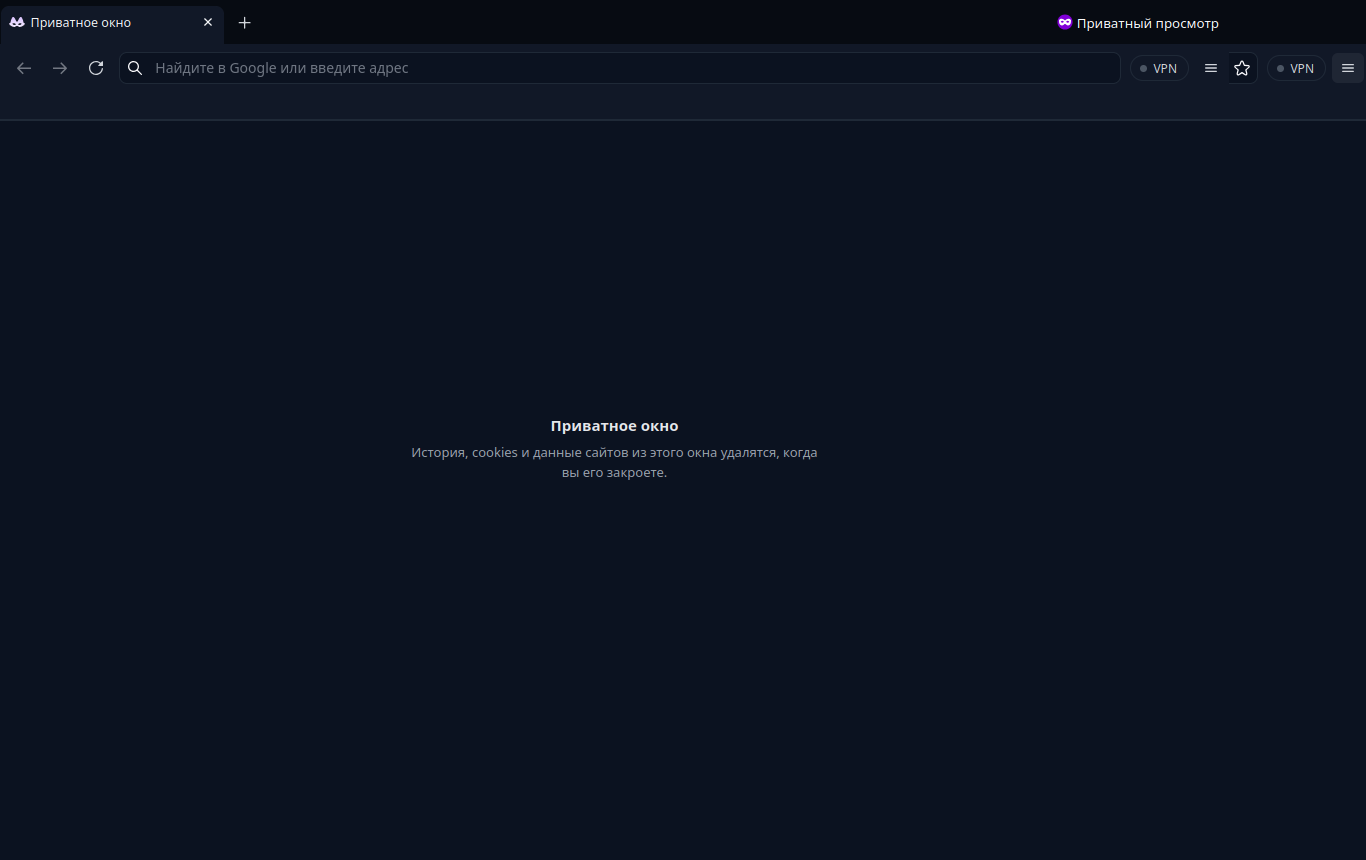 Приватное окно
Приватный просмотр
Найдите в Google или введите адрес
VPN
VPN
Приватное окно
История, cookies и данные сайтов из этого окна удалятся, когда
вы его закроете.